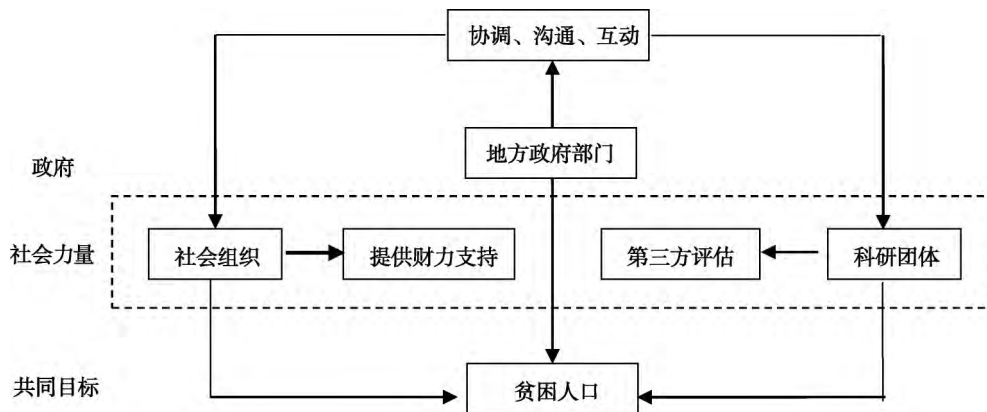 协调、沟通、互动
地方政府部门
政府
社会力量
社会组织
提供财力支持
第三方评估
科研团体
共同目标
贫困人口